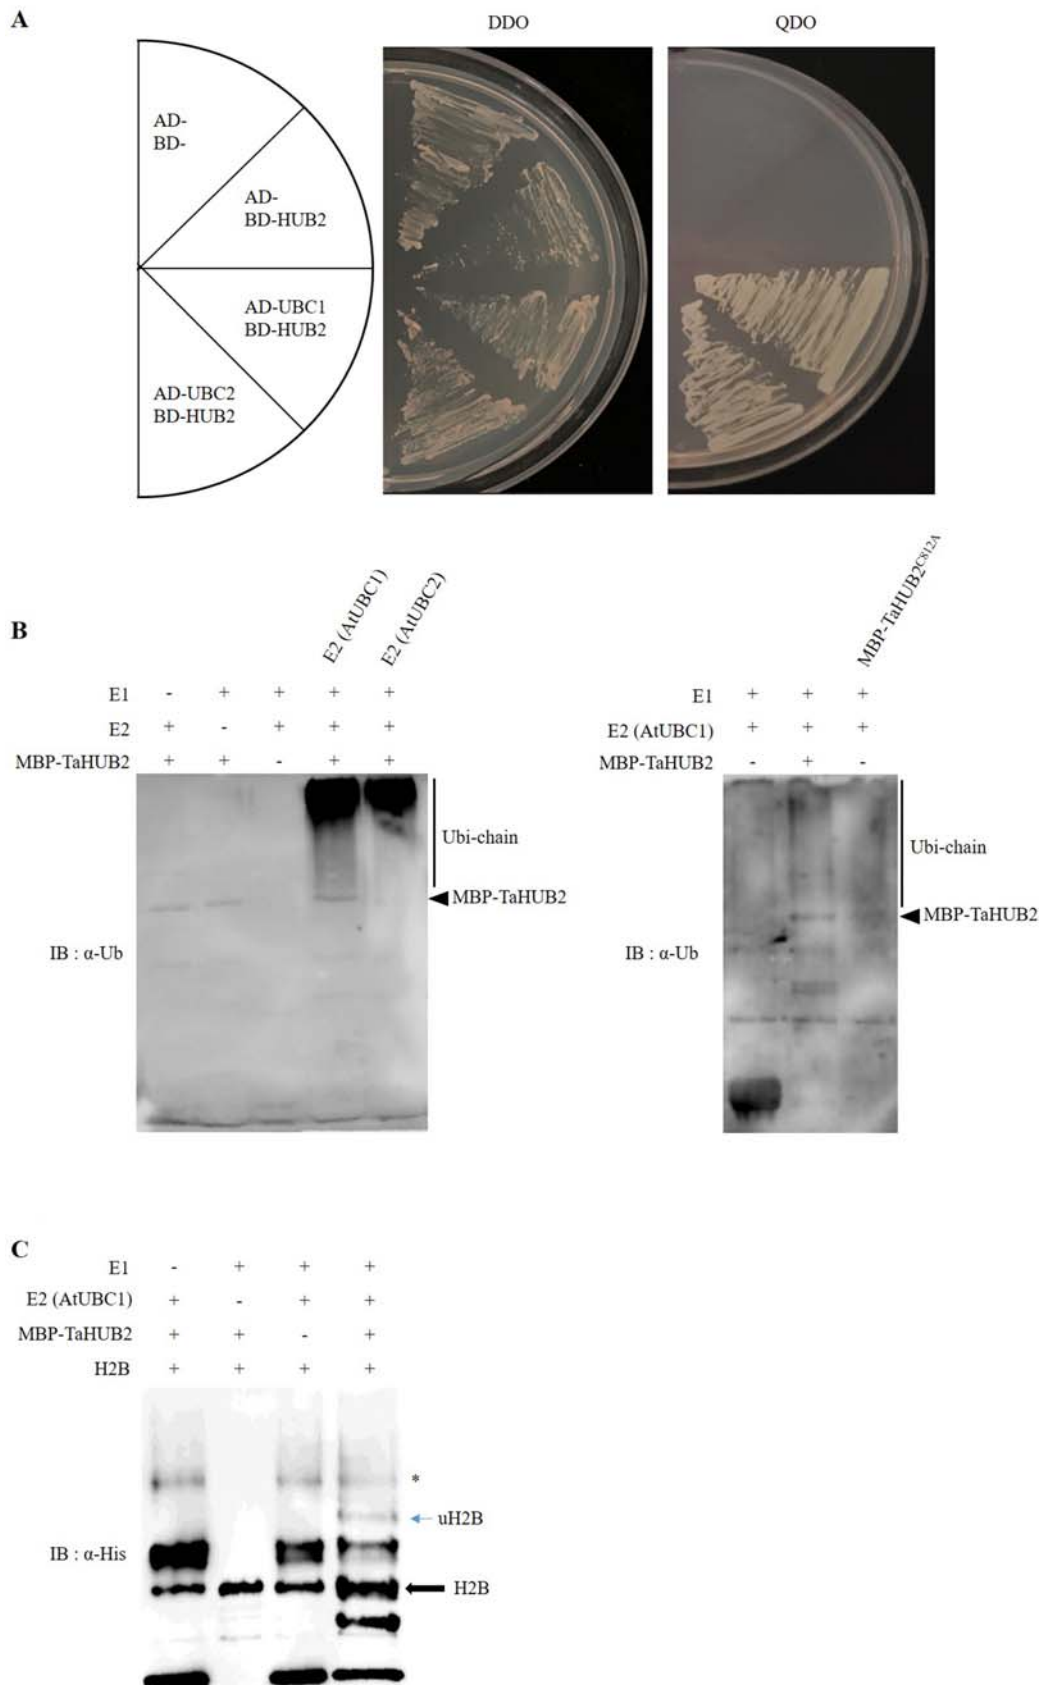 A
DDO
QDO
AD-
BD-
AD-
BD-HUB2
AD-UBC1
BD-HUB2
AD-UBC2
BD-HUB2
B
E2 (AtUBC1)
E2 (AtUBC2)
E1 - + + + +
E2 + - + + +
MBP-TaHUB2 + + - + +
Ubi-chain
MBP-TaHUB2
IB : α-Ub
MBP-TaHUB2C812A
E1 + + +
E2 (AtUBC1) + + +
MBP-TaHUB2 - + -
Ubi-chain
MBP-TaHUB2
IB : α-Ub
C
E1 - + + +
E2 (AtUBC1) + - + +
MBP-TaHUB2 + + - +
H2B + + + +
*
uH2B
IB : α-His
H2B